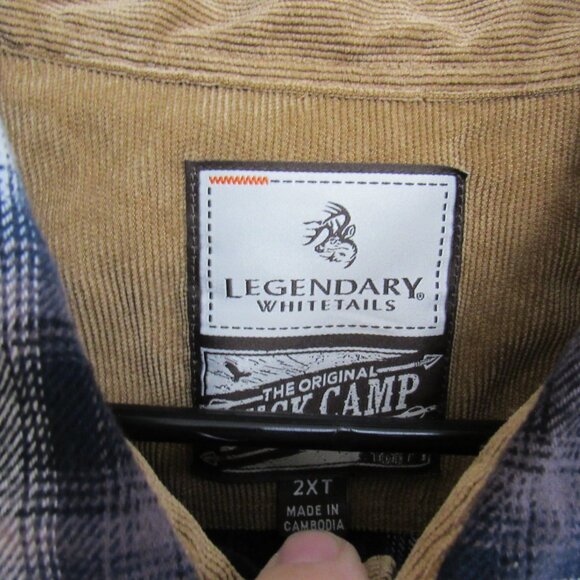 LEGENDARY®
WHITETAILS
THE ORIGINAL
CAMP
2XT
MADE IN
CAMBODIA